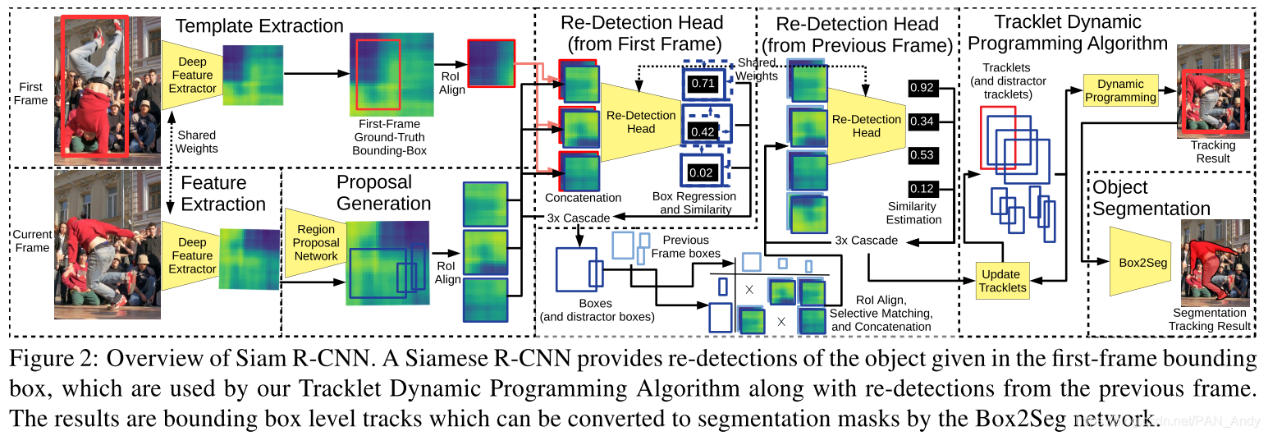 Template Extraction
First
Frame
Deep
Feature
Extractor
First-Frame
Ground-Truth
Bounding-Box
RoI
Align
Shared
Weights
Current
Frame
Feature
Extraction
Deep
Feature
Extractor
Proposal
Generation
Region
Proposal
Network
RoI
Align
Re-Detection Head
(from First Frame)
Re-Detection
Head
Concatenation
0.71
0.42
0.02
Box Regression
and Similarity
3x Cascade
Shared
Weights
Boxes
(and distractor boxes)
Previous
Frame boxes
Re-Detection Head
(from Previous Frame)
Re-Detection
Head
0.92
0.34
0.53
0.12
Similarity
Estimation
3x Cascade
X
X
RoI Align,
Selective Matching,
and Concatenation
Tracklet Dynamic
Programming Algorithm
Tracklets
(and distractor
tracklets)
Dynamic
Programming
Tracking
Result
Update
Tracklets
Object
Segmentation
Box2Seg
Segmentation
Tracking Result
Figure 2: Overview of Siam R-CNN. A Siamese R-CNN provides re-detections of the object given in the first-frame bounding
box, which are used by our Tracklet Dynamic Programming Algorithm along with re-detections from the previous frame.
The results are bounding box level tracks which can be converted to segmentation masks by the Box2Seg network.
net/PAN_Andy